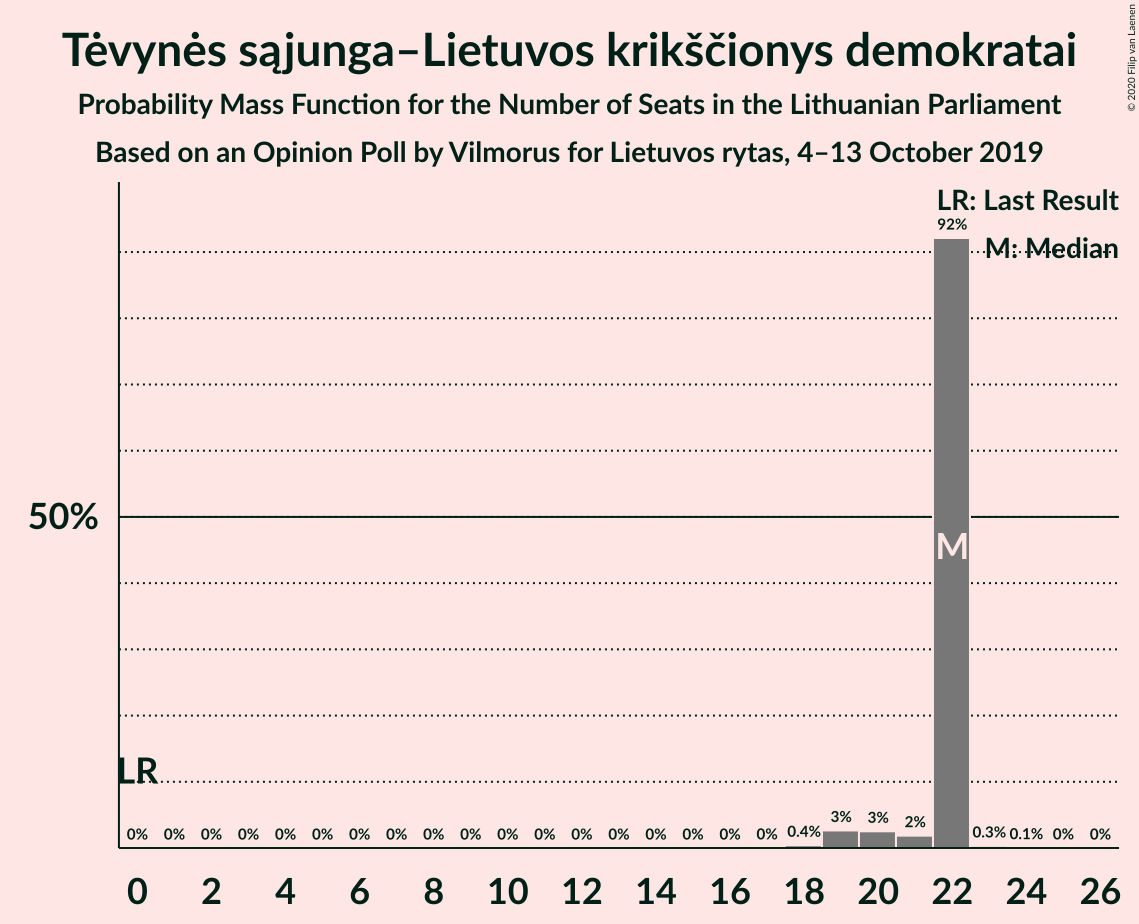 Tėvynės sąjunga–Lietuvos krikščionys demokratai
Probability Mass Function for the Number of Seats in the Lithuanian Parliament
Based on an Opinion Poll by Vilmorus for Lietuvos rytas, 4–13 October 2019
© 2020 Filip van Laenen
LR: Last Result
92%
M: Median
50%
M
LR
0% 0% 0% 0% 0% 0% 0% 0% 0% 0% 0% 0% 0% 0% 0% 0% 0% 0% 0.4% 3% 3% 2% 0.3% 0.1% 0% 0%
0 2 4 6 8 10 12 14 16 18 20 22 24 26